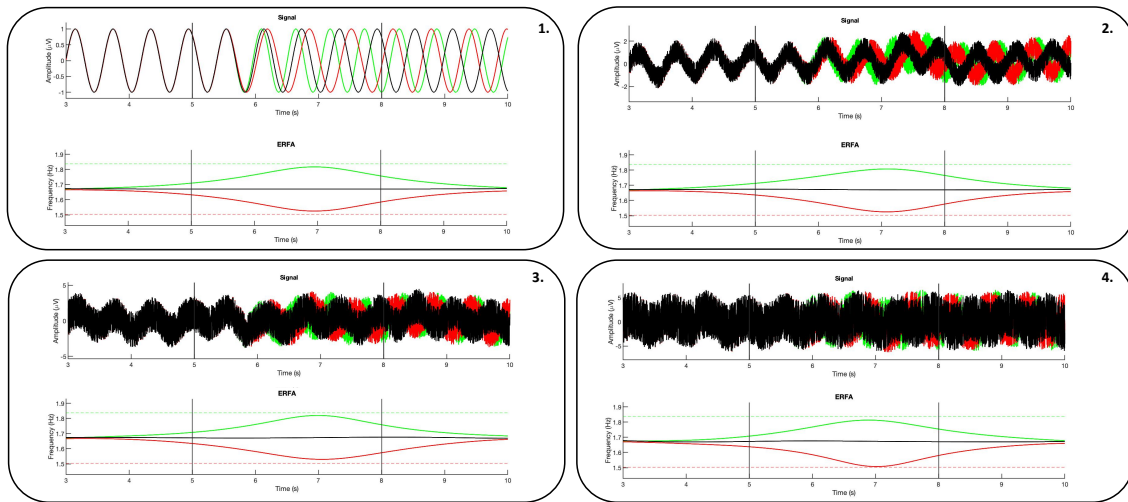 1.
Signal
Amplitude (μV)
1
0.5
0
-0.5
-1
3 4 5 6 7 8 9 10
Time (s)
ERFA
Frequency (Hz)
1.9
1.8
1.7
1.6
1.5
3 4 5 6 7 8 9 10
Time (s)
2.
Signal
Amplitude (μV)
2
0
-2
3 4 5 6 7 8 9 10
Time (s)
ERFA
Frequency (Hz)
1.9
1.8
1.7
1.6
1.5
3 4 5 6 7 8 9 10
Time (s)
3.
Signal
Amplitude (μV)
5
0
-5
3 4 5 6 7 8 9 10
Time (s)
ERFA
Frequency (Hz)
1.9
1.8
1.7
1.6
1.5
3 4 5 6 7 8 9 10
Time (s)
4.
Signal
Amplitude (μV)
5
0
-5
3 4 5 6 7 8 9 10
Time (s)
ERFA
Frequency (Hz)
1.9
1.8
1.7
1.6
1.5
3 4 5 6 7 8 9 10
Time (s)